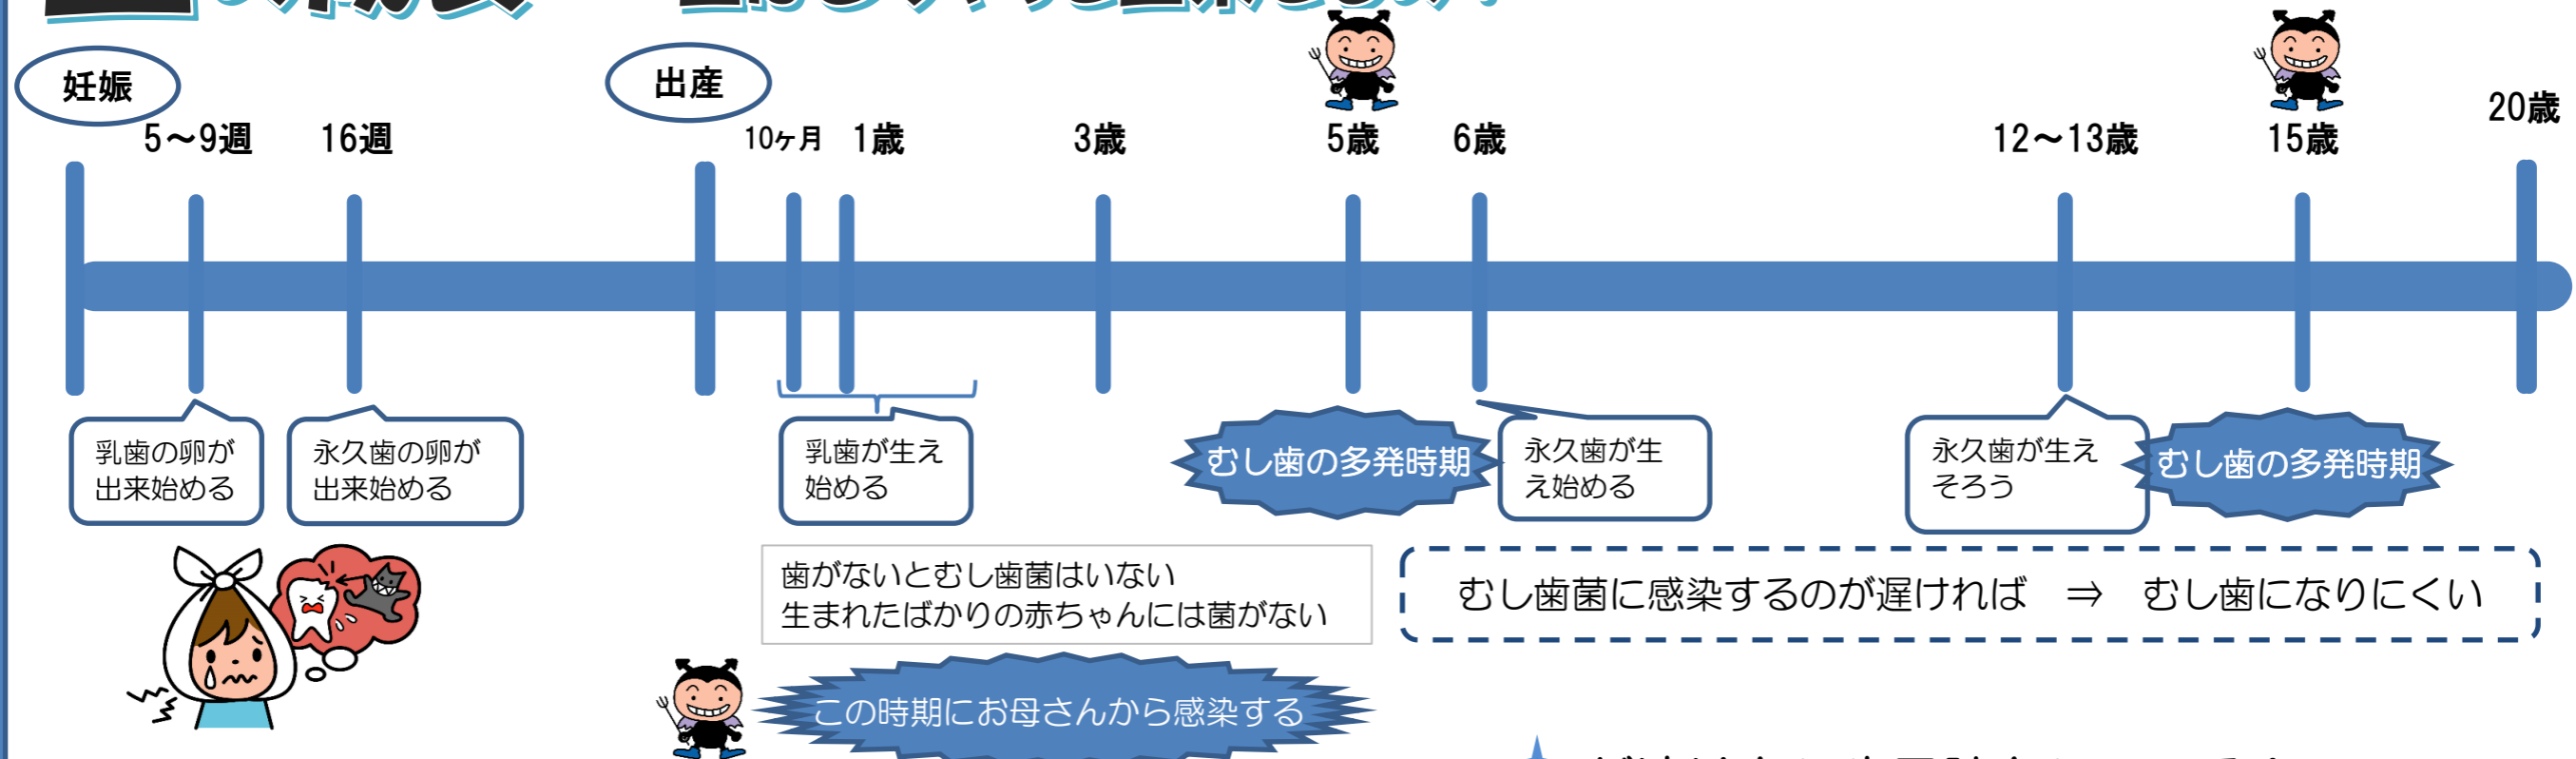 妊娠
出産
5～9週
16週
10ヶ月
1歳
3歳
5歳
6歳
12～13歳
15歳
20歳
乳歯の卵が
出来始める
永久歯の卵が
出来始める
乳歯が生え
始める
むし歯の多発時期
永久歯が生
え始める
永久歯が生え
そろう
むし歯の多発時期
歯がないとむし歯菌はいない
生まれたばかりの赤ちゃんには菌がない
むし歯菌に感染するのが遅ければ ⇒ むし歯になりにくい
この時期にお母さんから感染する